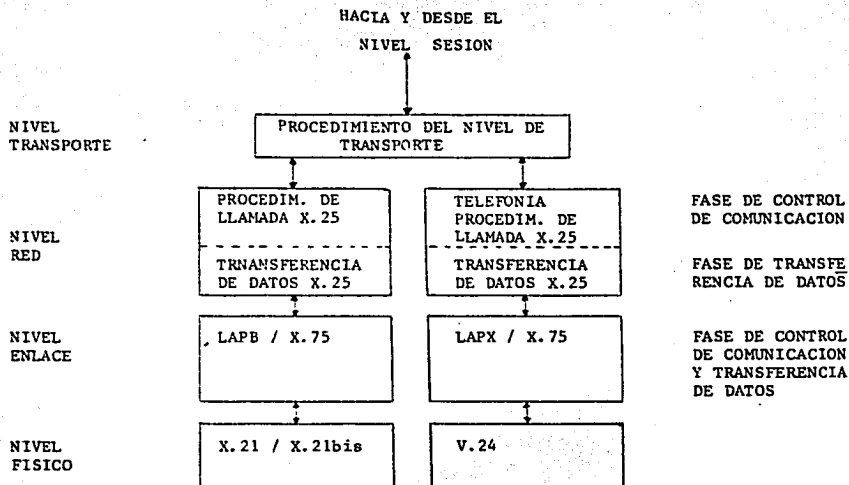 HACIA Y DESDE EL
NIVEL SESION
NIVEL
TRANSPORTE
PROCEDIMIENTO DEL NIVEL DE
TRANSPORTE
NIVEL
RED
PROCEDIM. DE
LLAMADA X.25
TRNANSFERENCIA
DE DATOS X.25
TELEFONIA
PROCEDIM. DE
LLAMADA X.25
TRANSFERENCIA
DE DATOS X.25
FASE DE CONTROL
DE COMUNICACION
FASE DE TRANSFE
RENCIA DE DATOS
NIVEL
ENLACE
LAPB / X.75
LAPX / X.75
FASE DE CONTROL
DE COMUNICACION
Y TRANSFERENCIA
DE DATOS
NIVEL
FISICO
X.21 / X.21bis
V.24